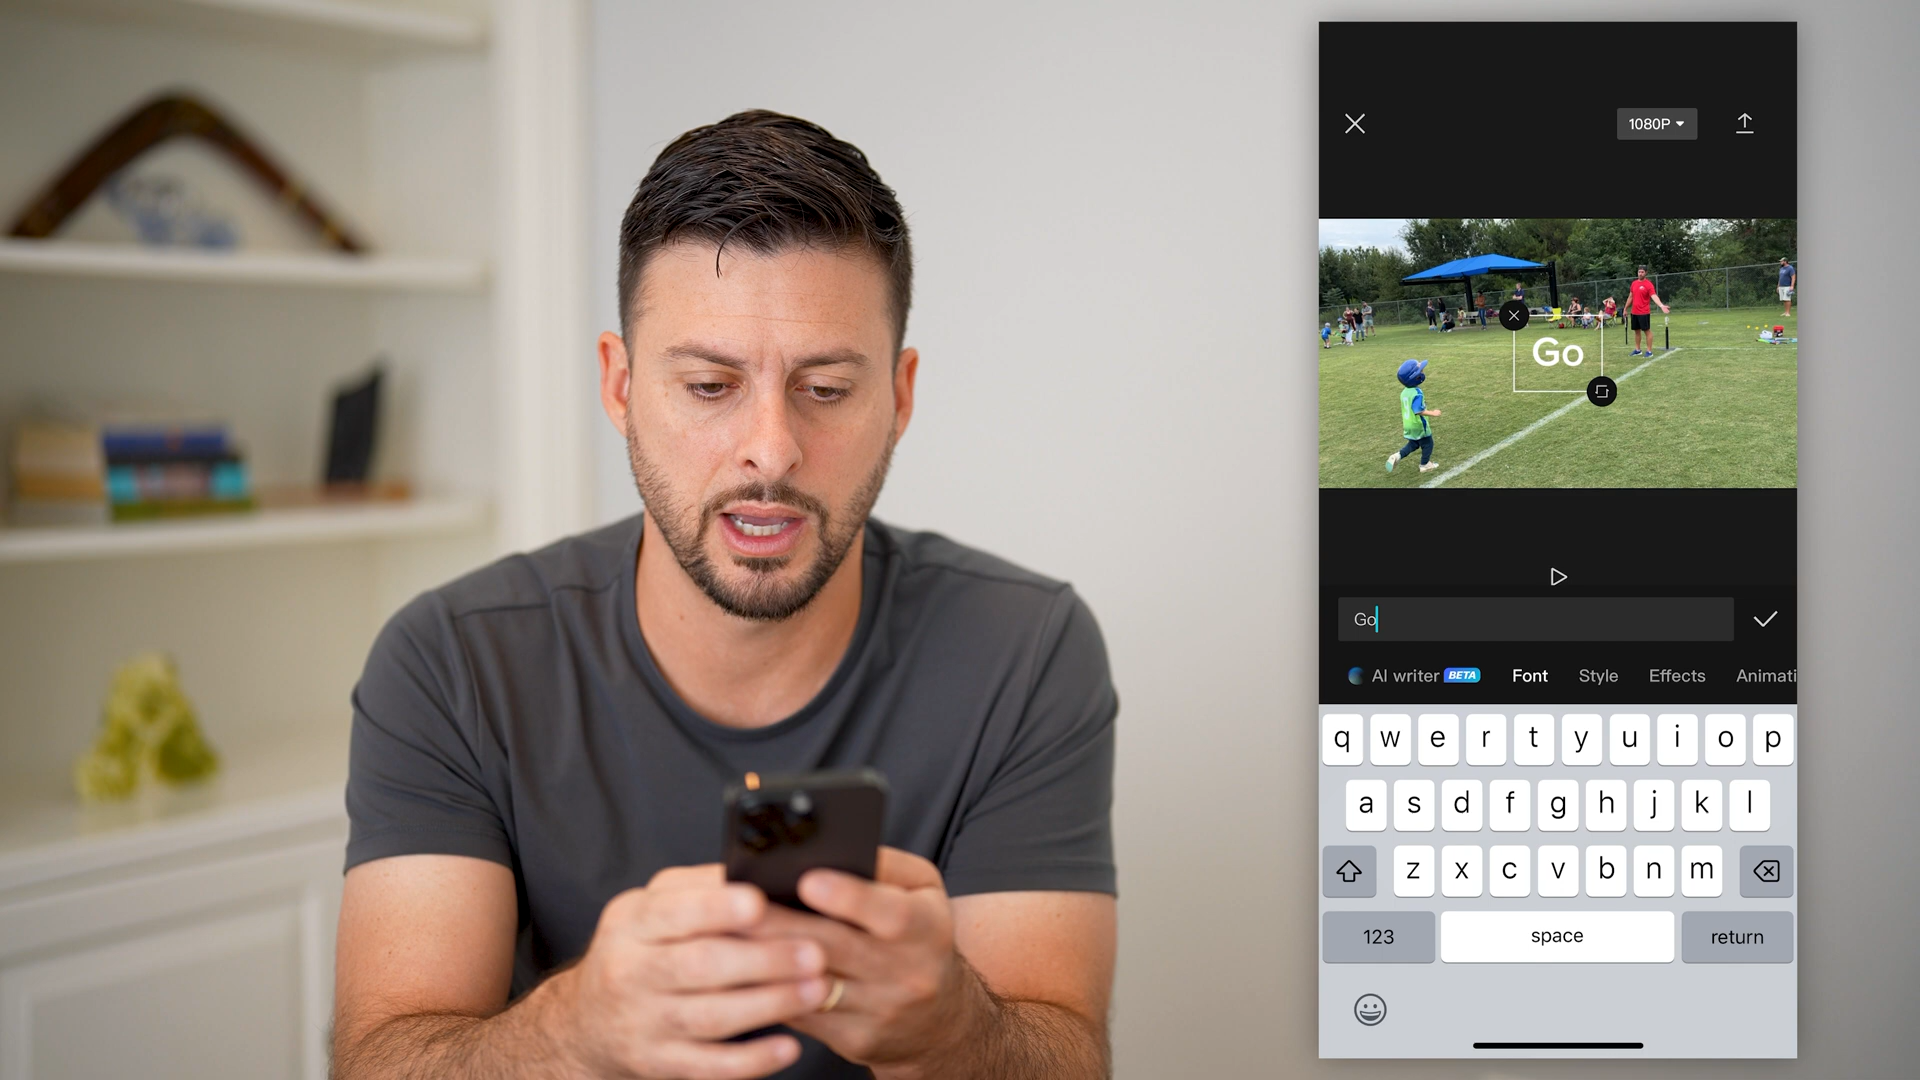 1080P
Go
Go
AI writer BETA Font Style Effects Animati
q w e r t y u i o p
a s d f g h j k l
z x c v b n m
123 space return